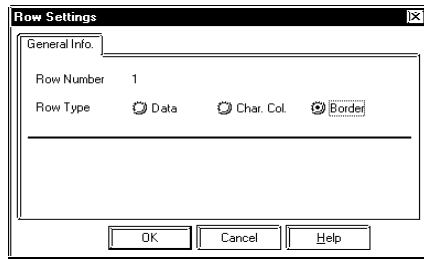 Row Settings
General Info.
Row Number 1
Row Type Data Char. Col. Border
OK Cancel Help